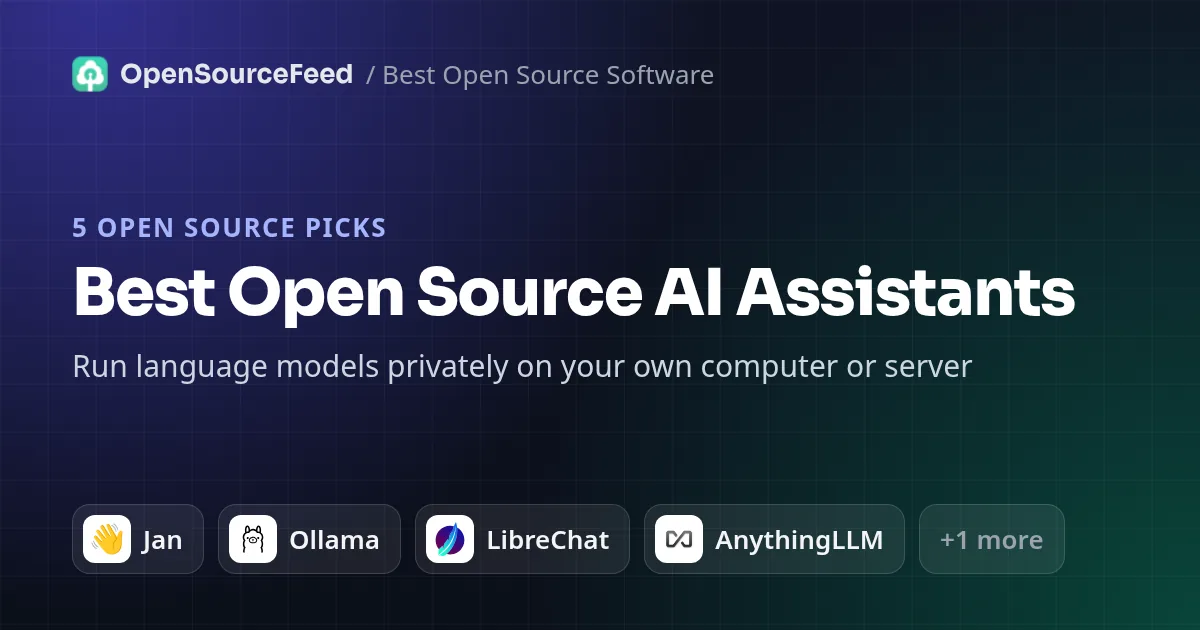 OpenSourceFeed / Best Open Source Software
5 OPEN SOURCE PICKS
Best Open Source AI Assistants
Run language models privately on your own computer or server
Jan Ollama LibreChat AnythingLLM +1 more